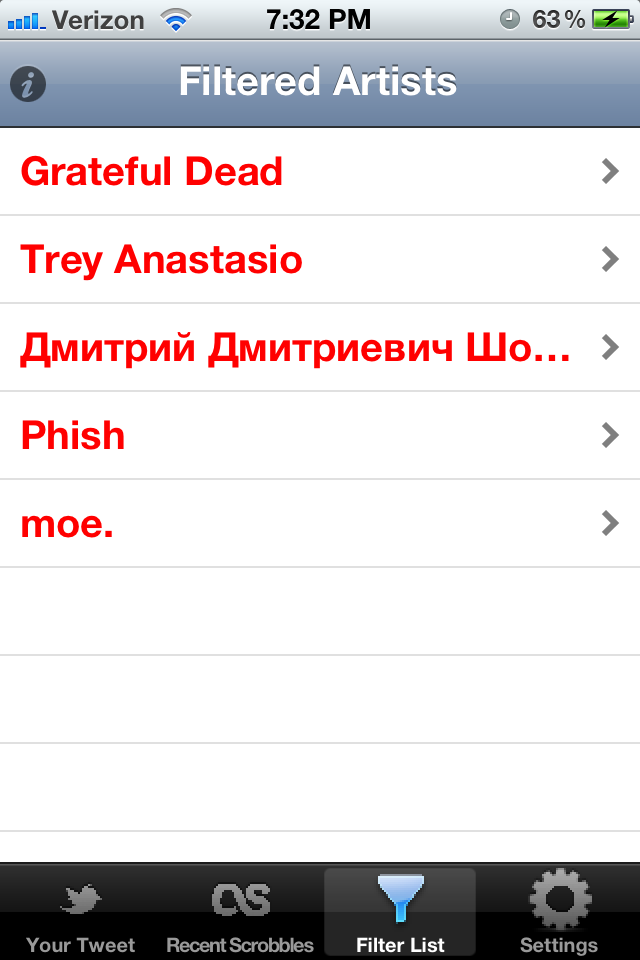 Verizon 7:32 PM 63%
Filtered Artists
Grateful Dead
Trey Anastasio
Дмитрий Дмитриевич Шо...
Phish
moe.
Your Tweet Recent Scrobbles Filter List Settings